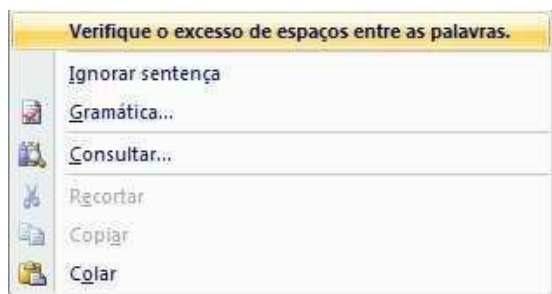 Verifique o excesso de espaços entre as palavras.
Ignorar sentença
Gramática...
Consultar...
Recortar
Copiar
Colar